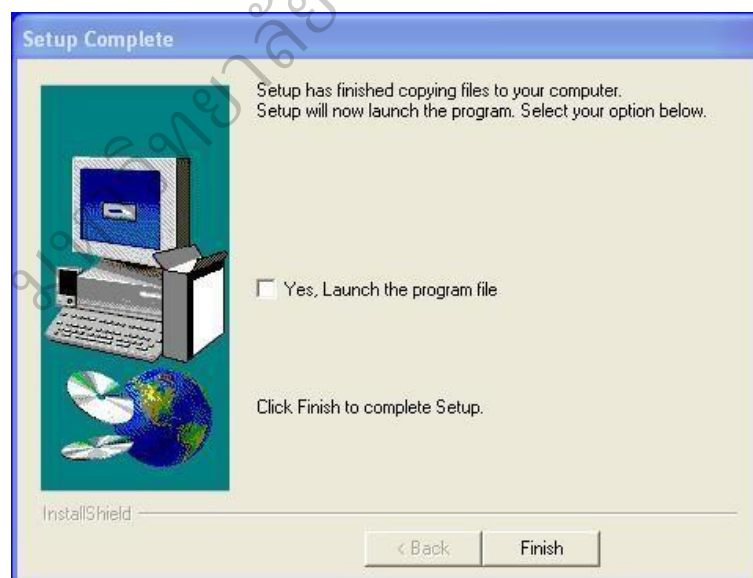 Setup Complete
Setup has finished copying files to your computer.
Setup will now launch the program. Select your option below.
Yes, Launch the program file
Click Finish to complete Setup.
InstallShield
< Back Finish